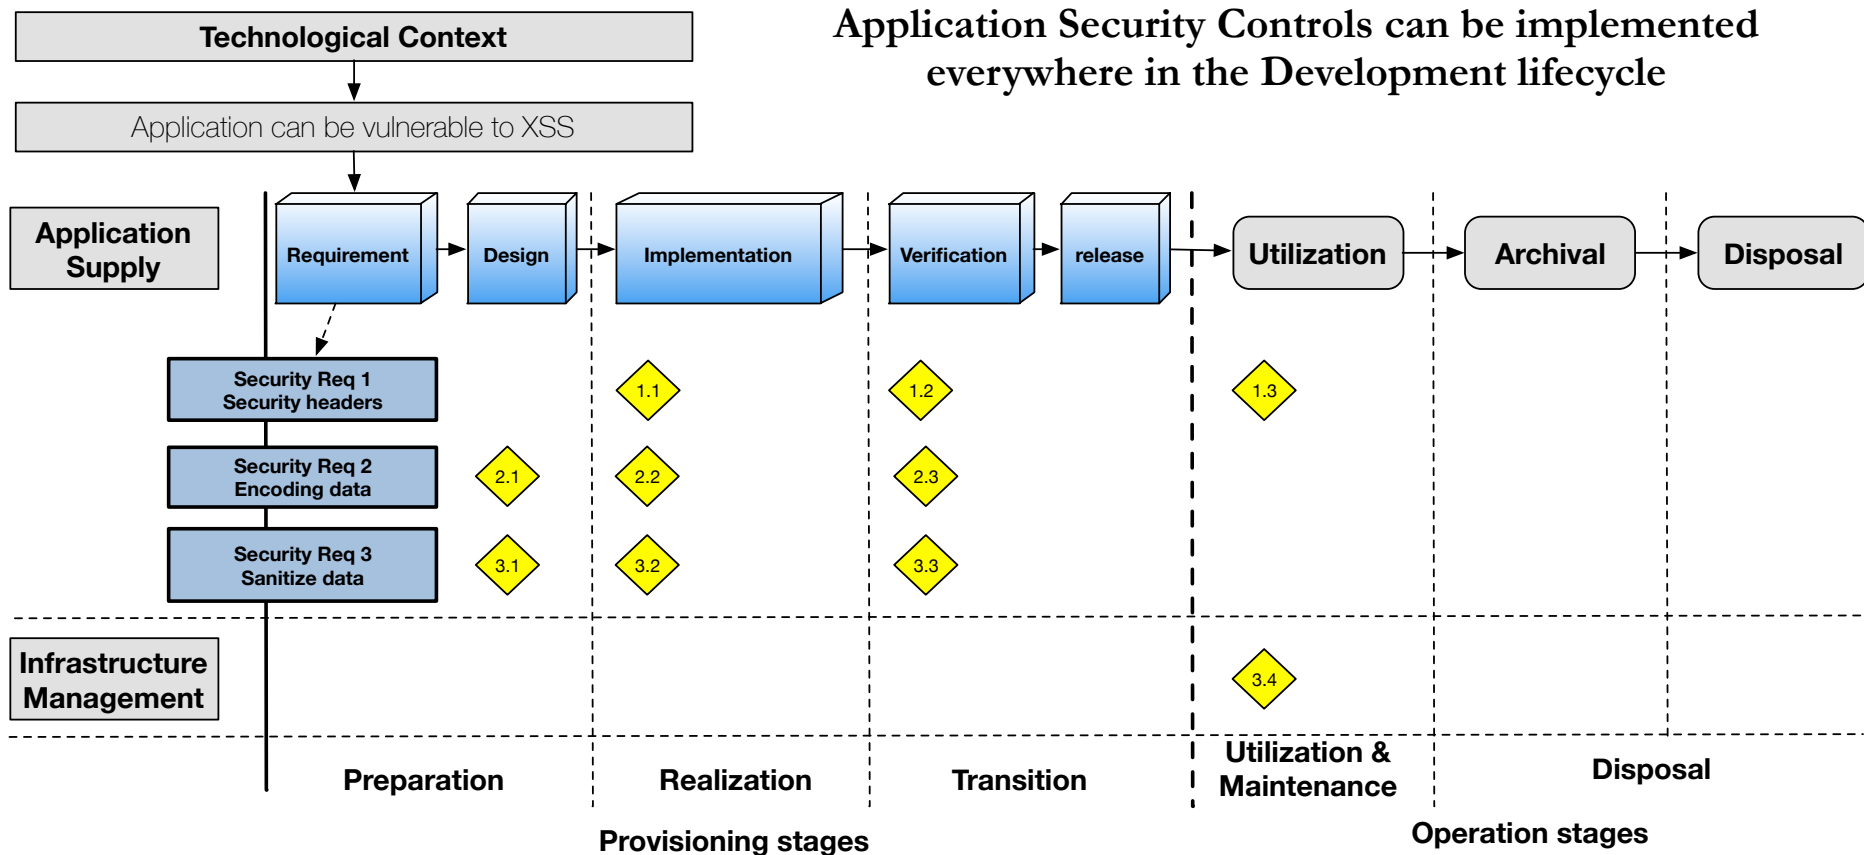 Application Security Controls can be implemented
everywhere in the Development lifecycle
Technological Context
Application can be vulnerable to XSS
Application
Supply
Requirement
Design
Implementation
Verification
release
Utilization
Archival
Disposal
Security Req 1
Security headers
1.1
1.2
1.3
Security Req 2
Encoding data
2.1
2.2
2.3
Security Req 3
Sanitize data
3.1
3.2
3.3
Infrastructure
Management
3.4
Preparation
Realization
Transition
Utilization &
Maintenance
Disposal
Provisioning stages
Operation stages